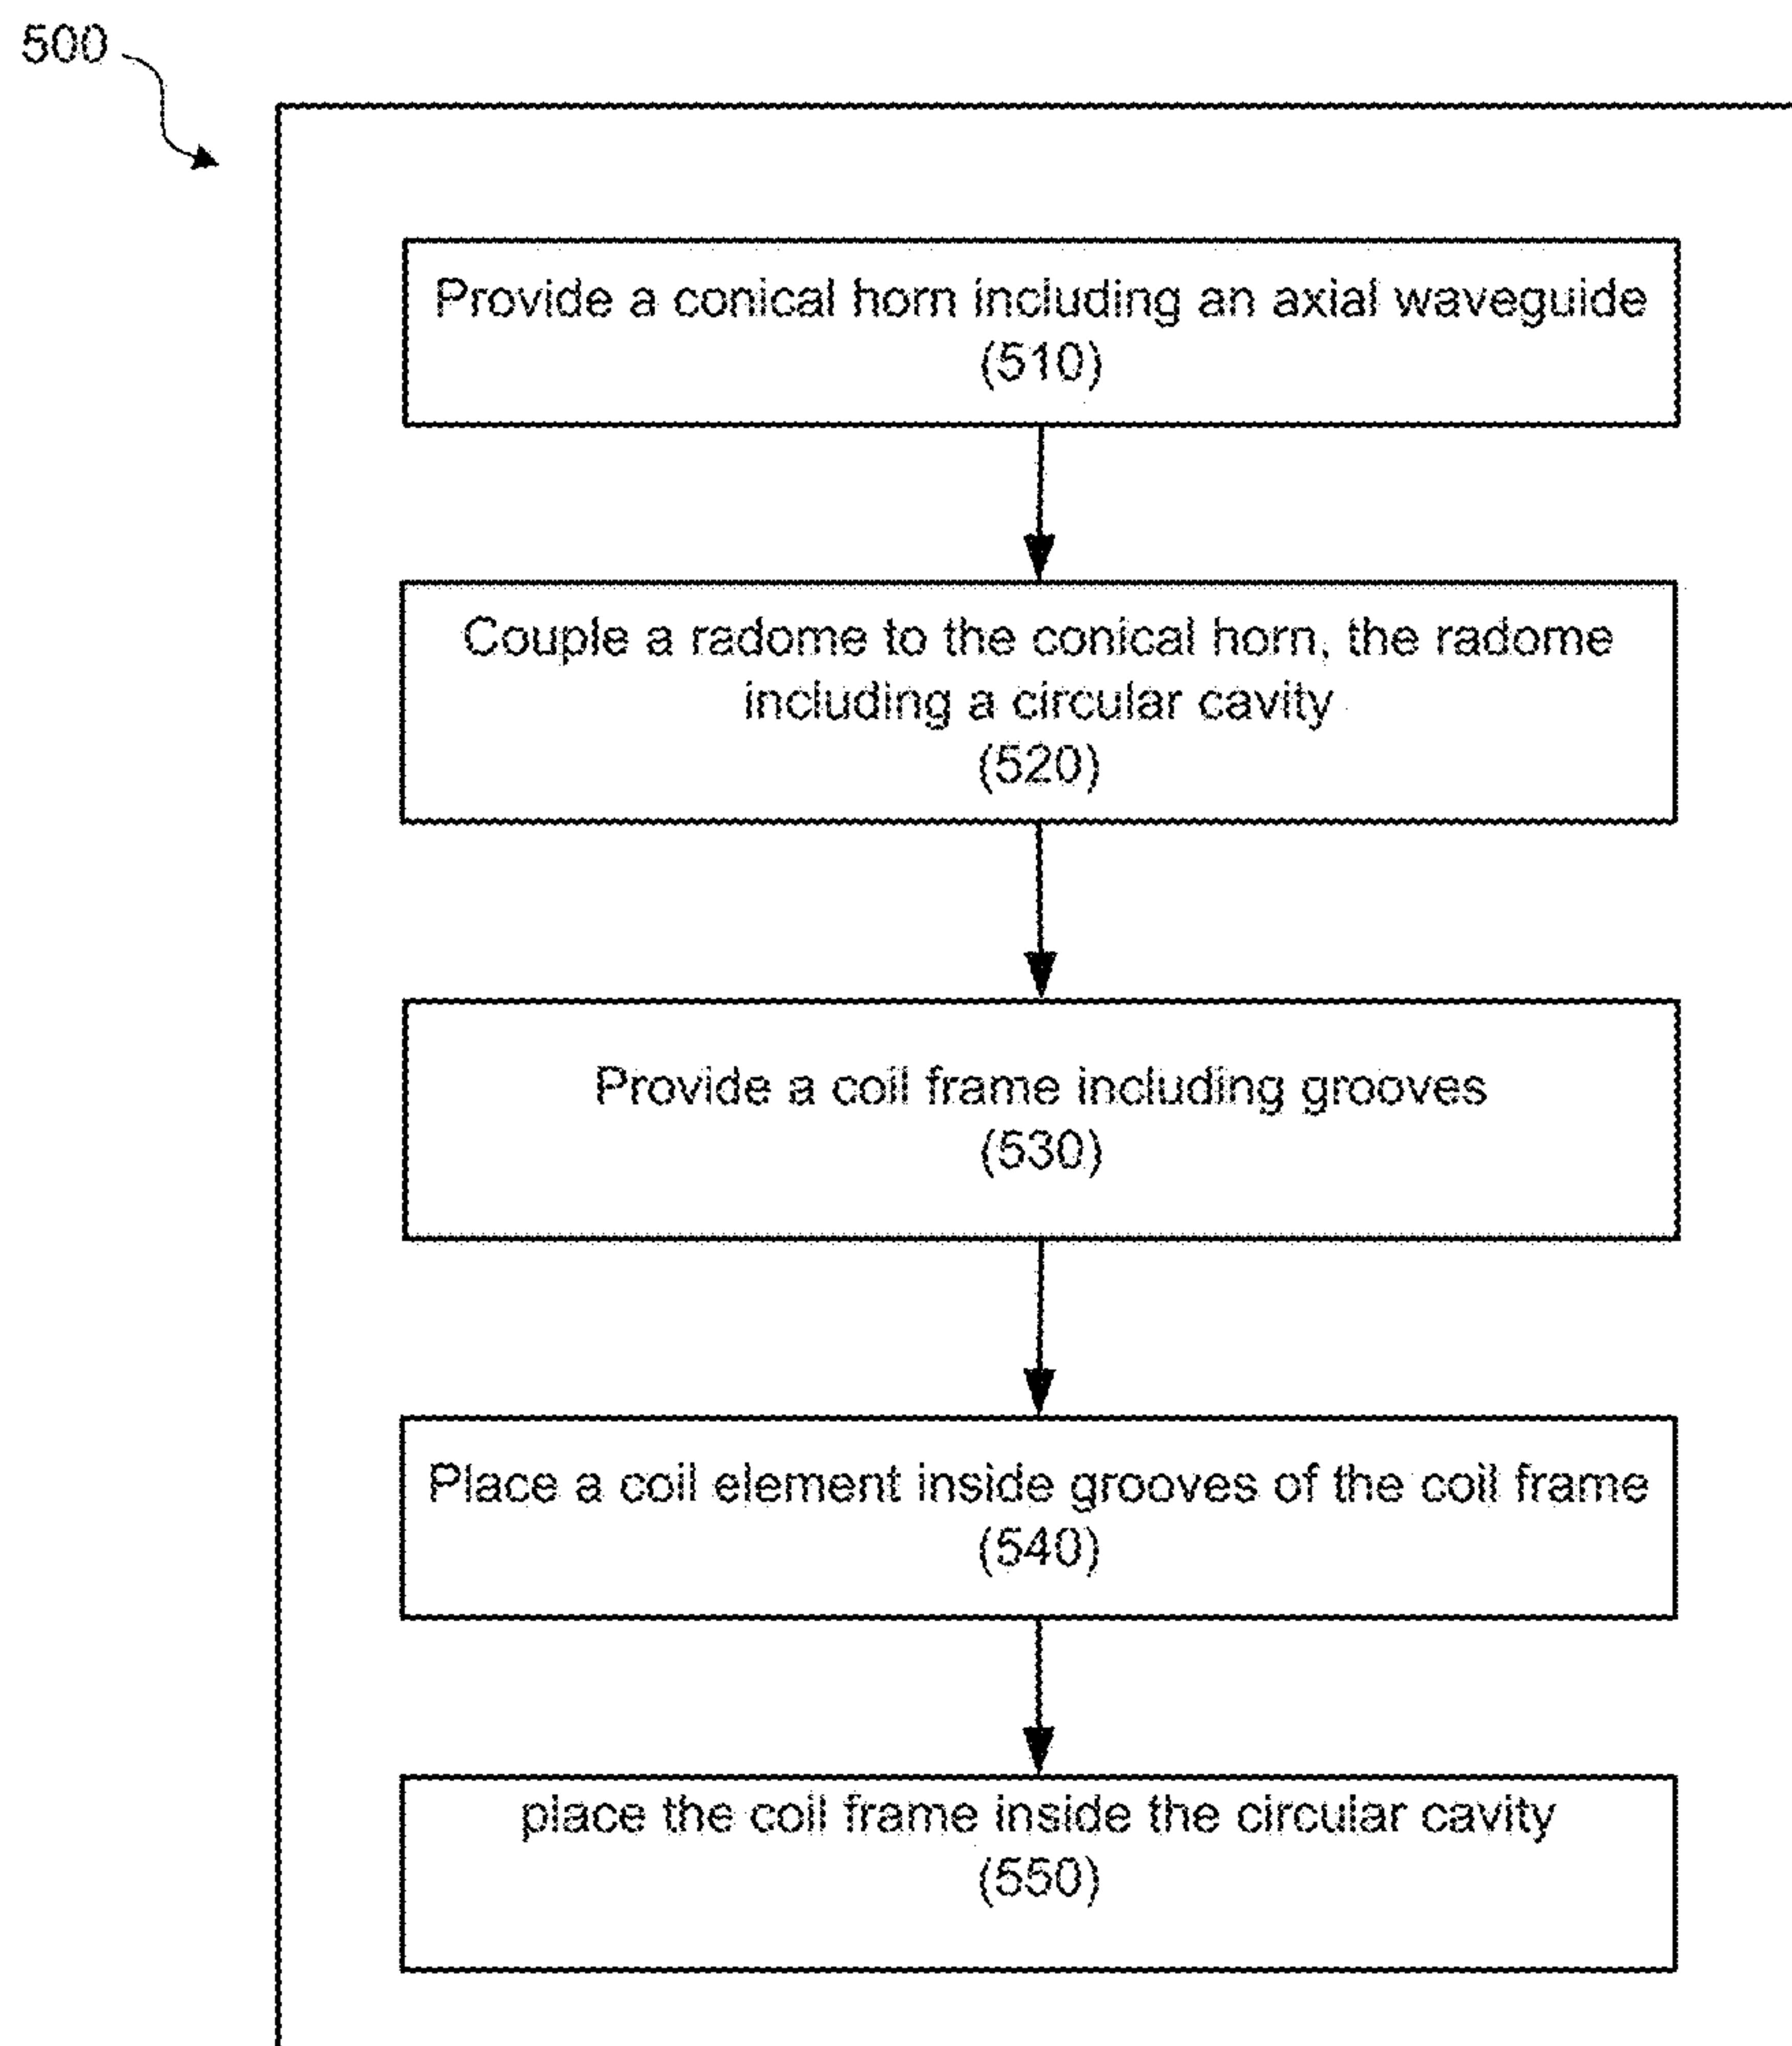 500
Provide a conical horn including an axial waveguide
(510)
Couple a radome to the conical horn, the radome
including a circular cavity
(520)
Provide a coil frame including grooves
(530)
Place a coil element inside grooves of the coil frame
(540)
place the coil frame inside the circular cavity
(550)